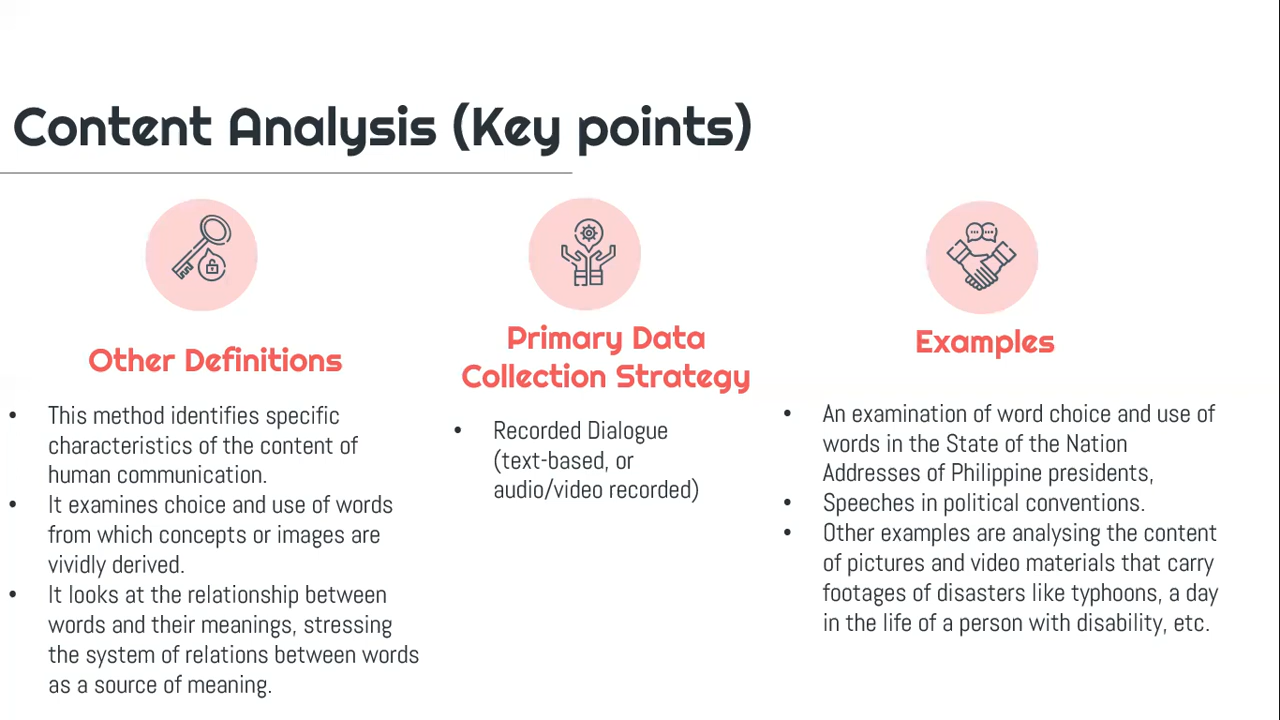 Content Analysis (Key points)
Other Definitions
• This method identifies specific
characteristics of the content of
human communication.
• It examines choice and use of words
from which concepts or images are
vividly derived.
• It looks at the relationship between
words and their meanings, stressing
the system of relations between words
as a source of meaning.
Primary Data
Collection Strategy
• Recorded Dialogue
(text-based, or
audio/video recorded)
Examples
• An examination of word choice and use of
words in the State of the Nation
Addresses of Philippine presidents,
• Speeches in political conventions.
• Other examples are analysing the content
of pictures and video materials that carry
footages of disasters like typhoons, a day
in the life of a person with disability, etc.